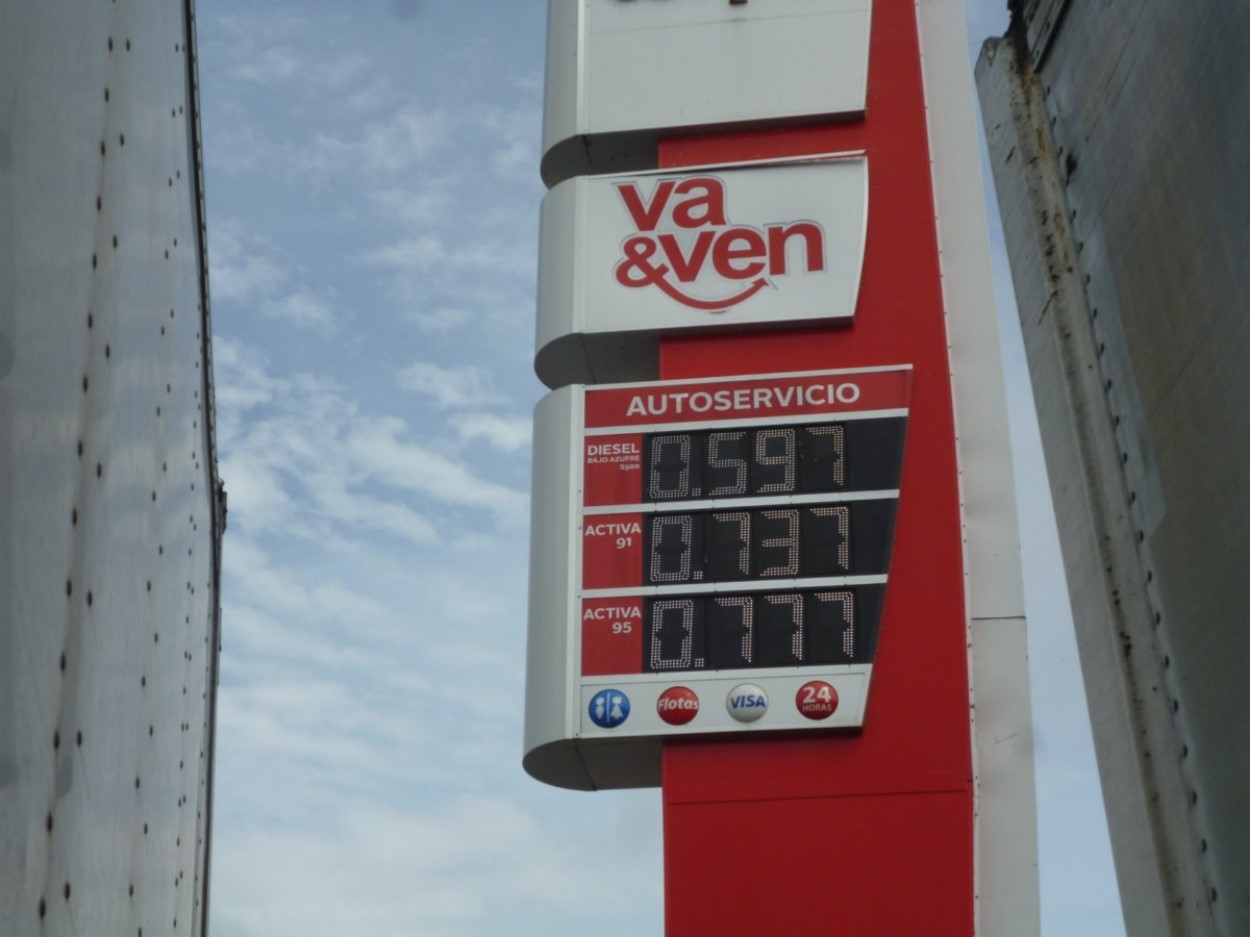 va
&ven
AUTOSERVICIO
DIESEL
BAJO AZUFRE
S500
0.597
ACTIVA
91
0.737
ACTIVA
95
0.777
Flotas
VISA
24
HORAS